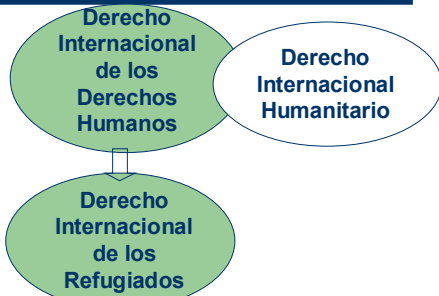 Derecho
Internacional
de los
Derechos
Humanos
Derecho
Internacional
Humanitario
Derecho
Internacional
de los
Refugiados